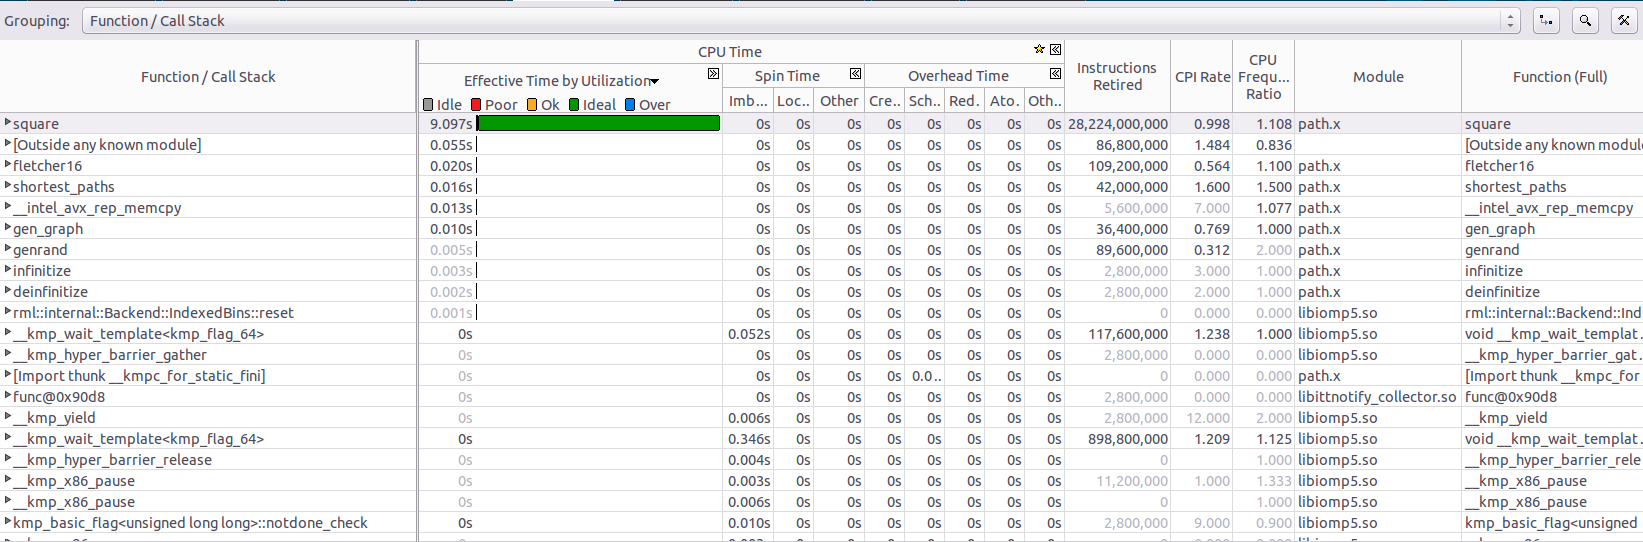 Grouping: Function / Call Stack
CPU Time
Function / Call Stack Effective Time by Utilization Spin Time Overhead Time Instructions Retired CPI Rate CPU Frequ... Ratio Module Function (Full)
Idle Poor Ok Ideal Over Imb... Loc... Other Cre... Sch... Red. Ato. Oth..
square 9.097s 0s 0s 0s 0s 0s 0s 0s 0s 28,224,000,000 0.998 1.108 path.x square
[Outside any known module] 0.055s 0s 0s 0s 0s 0s 0s 0s 0s 86,800,000 1.484 0.836 [Outside any known modul
fletcher16 0.020s 0s 0s 0s 0s 0s 0s 0s 0s 109,200,000 0.564 1.100 path.x fletcher16
shortest_paths 0.016s 0s 0s 0s 0s 0s 0s 0s 0s 42,000,000 1.600 1.500 path.x shortest_paths
__intel_avx_rep_memcpy 0.013s 0s 0s 0s 0s 0s 0s 0s 0s 5,600,000 7.000 1.077 path.x __intel_avx_rep_memcpy
gen_graph 0.010s 0s 0s 0s 0s 0s 0s 0s 0s 36,400,000 0.769 1.000 path.x gen_graph
genrand 0.005s 0s 0s 0s 0s 0s 0s 0s 0s 89,600,000 0.312 2.000 path.x genrand
infinitize 0.003s 0s 0s 0s 0s 0s 0s 0s 0s 2,800,000 3.000 1.000 path.x infinitize
deinfinitize 0.002s 0s 0s 0s 0s 0s 0s 0s 0s 2,800,000 2.000 1.000 path.x deinfinitize
rml::internal::Backend::IndexedBins::reset 0.001s 0s 0s 0s 0s 0s 0s 0s 0s 0 0.000 0.000 libiomp5.so rml::internal::Backend::Ind
__kmp_wait_template<kmp_flag_64> 0s 0.052s 0s 0s 0s 0s 0s 0s 0s 117,600,000 1.238 1.000 libiomp5.so void __kmp_wait_templat.
__kmp_hyper_barrier_gather 0s 0s 0s 0s 0s 0s 0s 0s 0s 2,800,000 0.000 0.000 libiomp5.so __kmp_hyper_barrier_gat.
[Import thunk __kmpc_for_static_fini] 0s 0s 0s 0s 0s 0.0.. 0s 0s 0s 0 0.000 0.000 path.x [Import thunk __kmpc_for
func@0x90d8 0s 0s 0s 0s 0s 0s 0s 0s 0s 2,800,000 0.000 0.000 libittnotify_collector.so func@0x90d8
__kmp_yield 0s 0.006s 0s 0s 0s 0s 0s 0s 0s 2,800,000 12.000 2.000 libiomp5.so __kmp_yield
__kmp_wait_template<kmp_flag_64> 0s 0.346s 0s 0s 0s 0s 0s 0s 0s 898,800,000 1.209 1.125 libiomp5.so void __kmp_wait_templat.
__kmp_hyper_barrier_release 0s 0.004s 0s 0s 0s 0s 0s 0s 0s 0 1.000 libiomp5.so __kmp_hyper_barrier_rele
__kmp_x86_pause 0s 0.003s 0s 0s 0s 0s 0s 0s 0s 11,200,000 1.000 1.333 libiomp5.so __kmp_x86_pause
__kmp_x86_pause 0s 0.006s 0s 0s 0s 0s 0s 0s 0s 0 1.000 libiomp5.so __kmp_x86_pause
kmp_basic_flag<unsigned long long>::notdone_check 0s 0.010s 0s 0s 0s 0s 0s 0s 0s 2,800,000 9.000 0.900 libiomp5.so kmp_basic_flag<unsigned